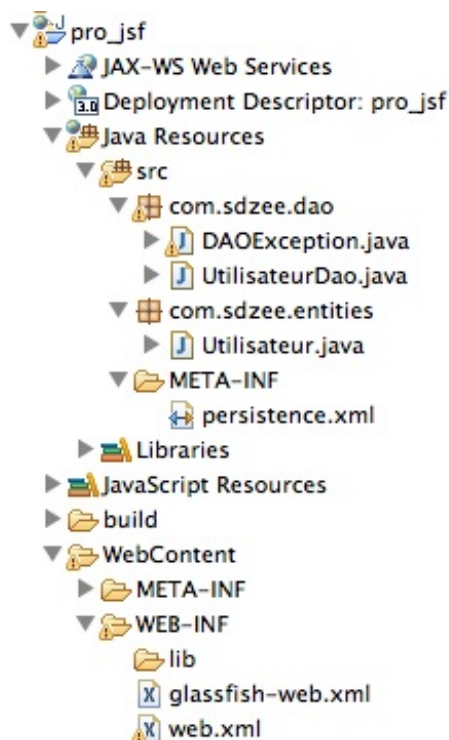 pro_jsf
JAX-WS Web Services
3.0 Deployment Descriptor: pro_jsf
Java Resources
src
com.sdzee.dao
J DAOException.java
J UtilisateurDao.java
com.sdzee.entities
J Utilisateur.java
META-INF
persistence.xml
Libraries
JavaScript Resources
build
WebContent
META-INF
WEB-INF
lib
X glassfish-web.xml
X web.xml